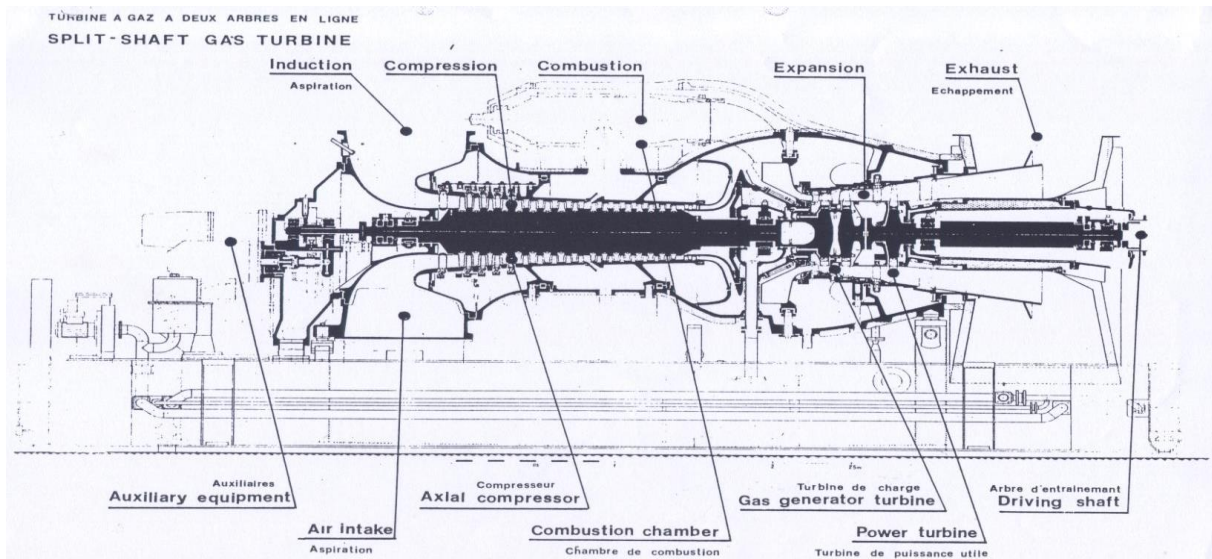 TURBINE A GAZ A DEUX ARBRES EN LIGNE
SPLIT-SHAFT GAS TURBINE
Induction
Aspiration
Compression
Combustion
Expansion
Exhaust
Echappement
Auxiliaires
Auxiliary equipment
Air intake
Aspiration
Compresseur
Axial compressor
Combustion chamber
Chambre de combustion
Turbine de charge
Gas generator turbine
Power turbine
Turbine de puissance utile
Arbre d'entrainement
Driving shaft